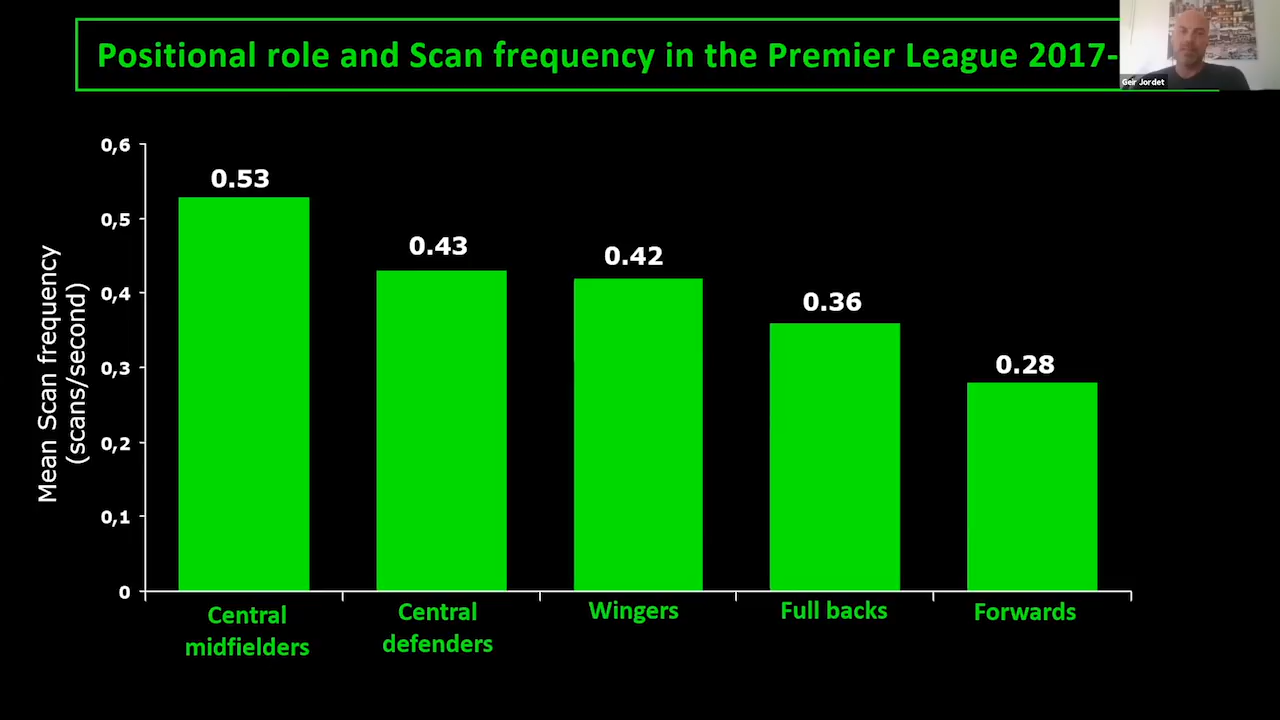 Positional role and Scan frequency in the Premier League 2017-
Geir Jordet
Mean Scan frequency
(scans/second)
0,6
0,5
0,4
0,3
0,2
0,1
0
0.53
0.43
0.42
0.36
0.28
Central
midfielders
Central
defenders
Wingers
Full backs
Forwards